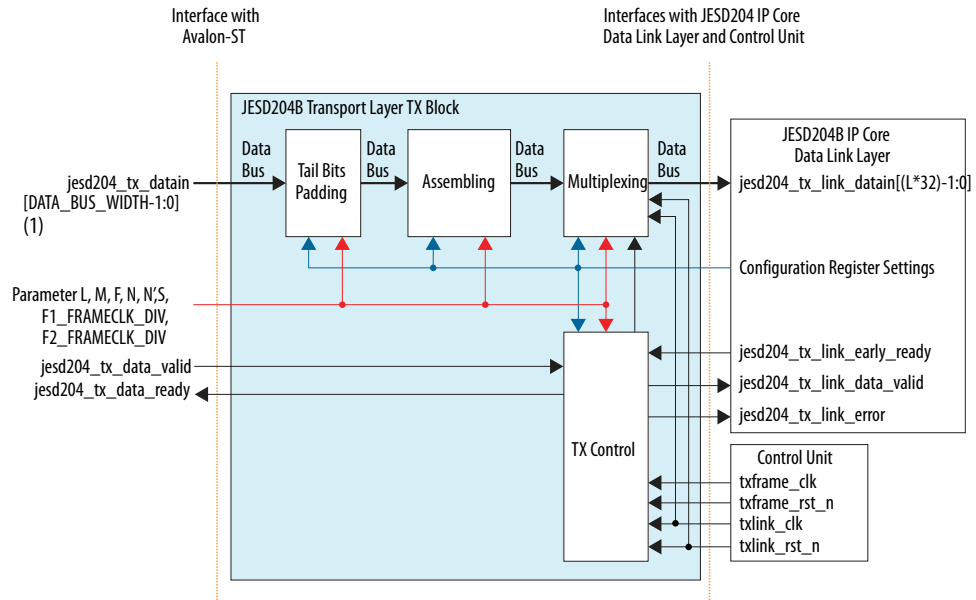 Interface with
Avalon-ST
Interfaces with JESD204 IP Core
Data Link Layer and Control Unit
JESD204B Transport Layer TX Block
JESD204B IP Core
Data Link Layer
Data
Bus
Tail Bits
Padding
Data
Bus
Assembling
Data
Bus
Multiplexing
Data
Bus
jesd204_tx_datain
[DATA_BUS_WIDTH-1:0]
(1)
jesd204_tx_link_datain[(L*32)-1:0]
Configuration Register Settings
Parameter L, M, F, N, N',S,
F1_FRAMECLK_DIV,
F2_FRAMECLK_DIV
jesd204_tx_data_valid
jesd204_tx_data_ready
TX Control
jesd204_tx_link_early_ready
jesd204_tx_link_data_valid
jesd204_tx_link_error
Control Unit
txframe_clk
txframe_rst_n
txlink_clk
txlink_rst_n